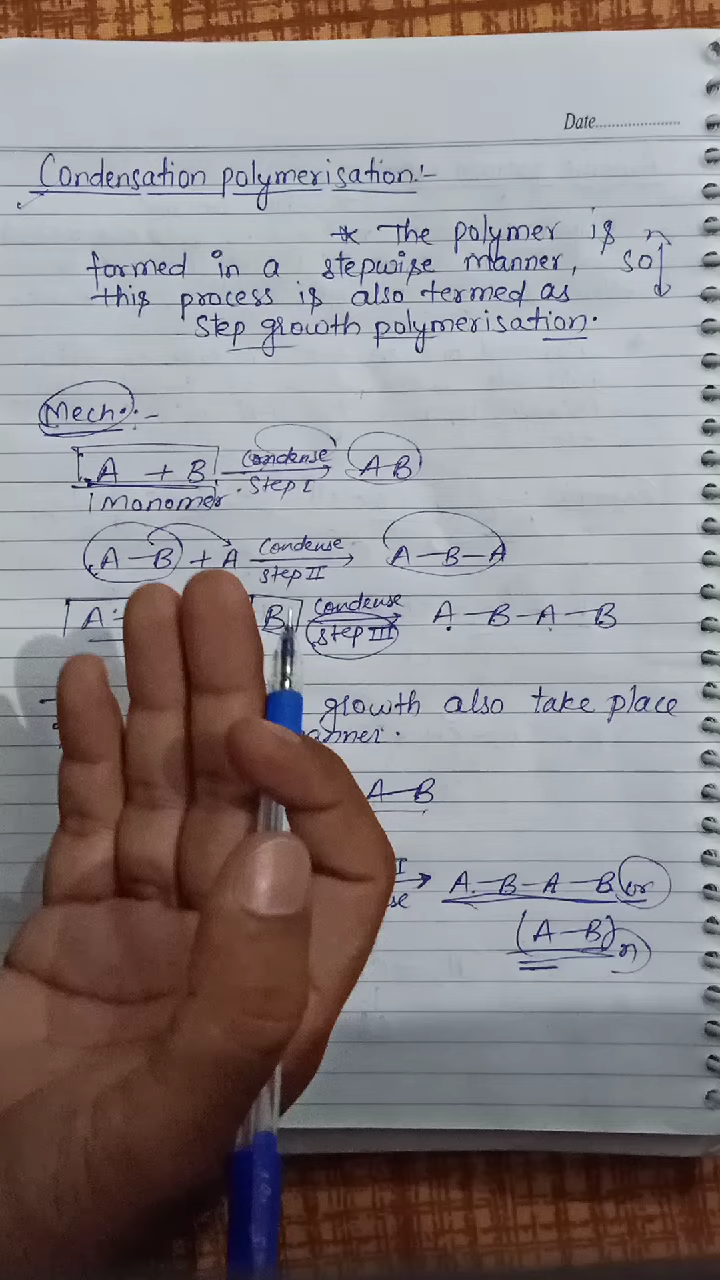 Date
Condensation polymerisation:-
* The polymer is
formed in a stepwise manner, so
this process is also termed as
step growth polymerisation.
Mech.:-
A + B Condense Step I A B
Monomer.
A - B + A Condense Step II A - B - A
A B Condense Step III A - B - A - B
growth also take place
A - B
I A - B - A - B or
(A - B)n